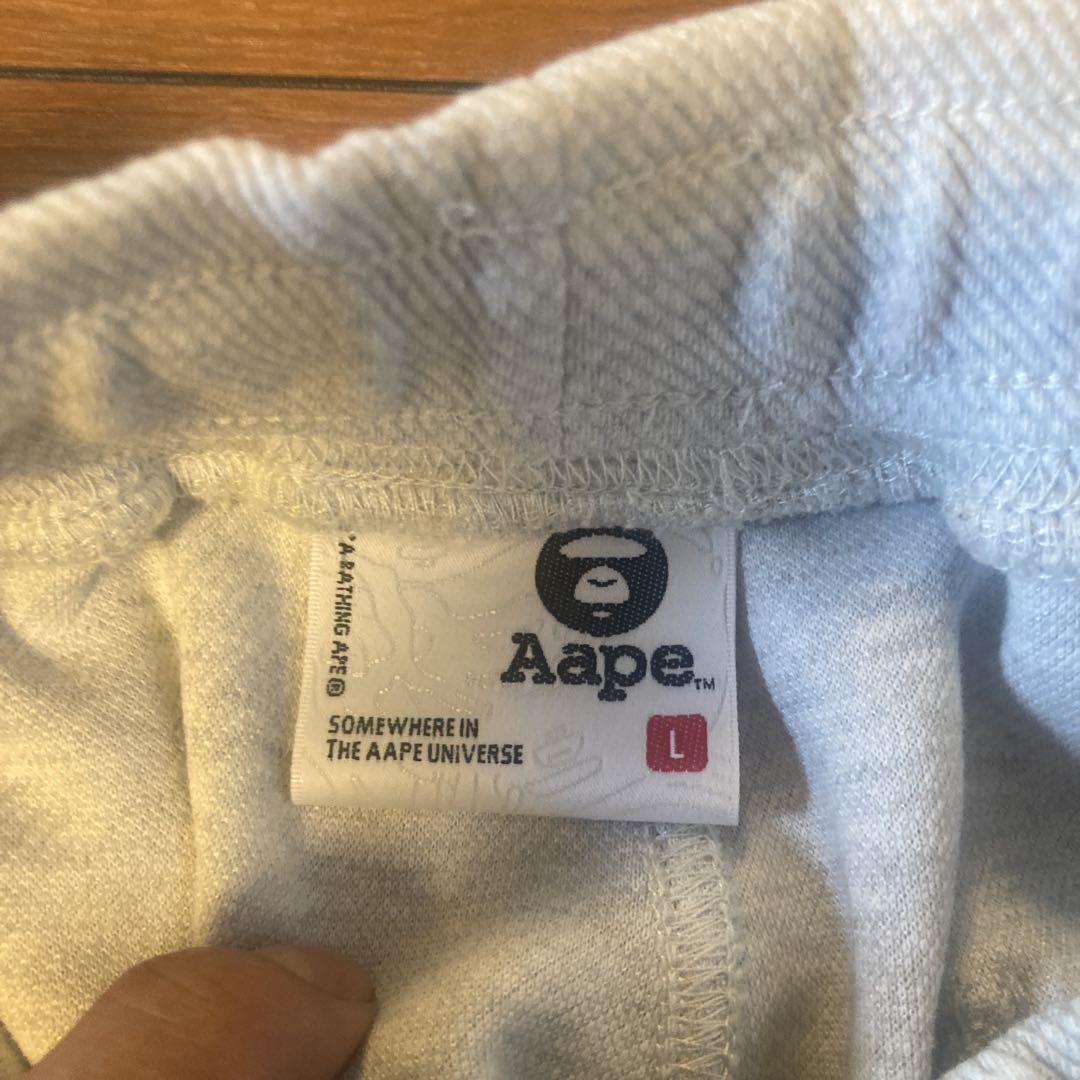 *A BATHING APE®
Aape™
SOMEWHERE IN
THE AAPE UNIVERSE
L